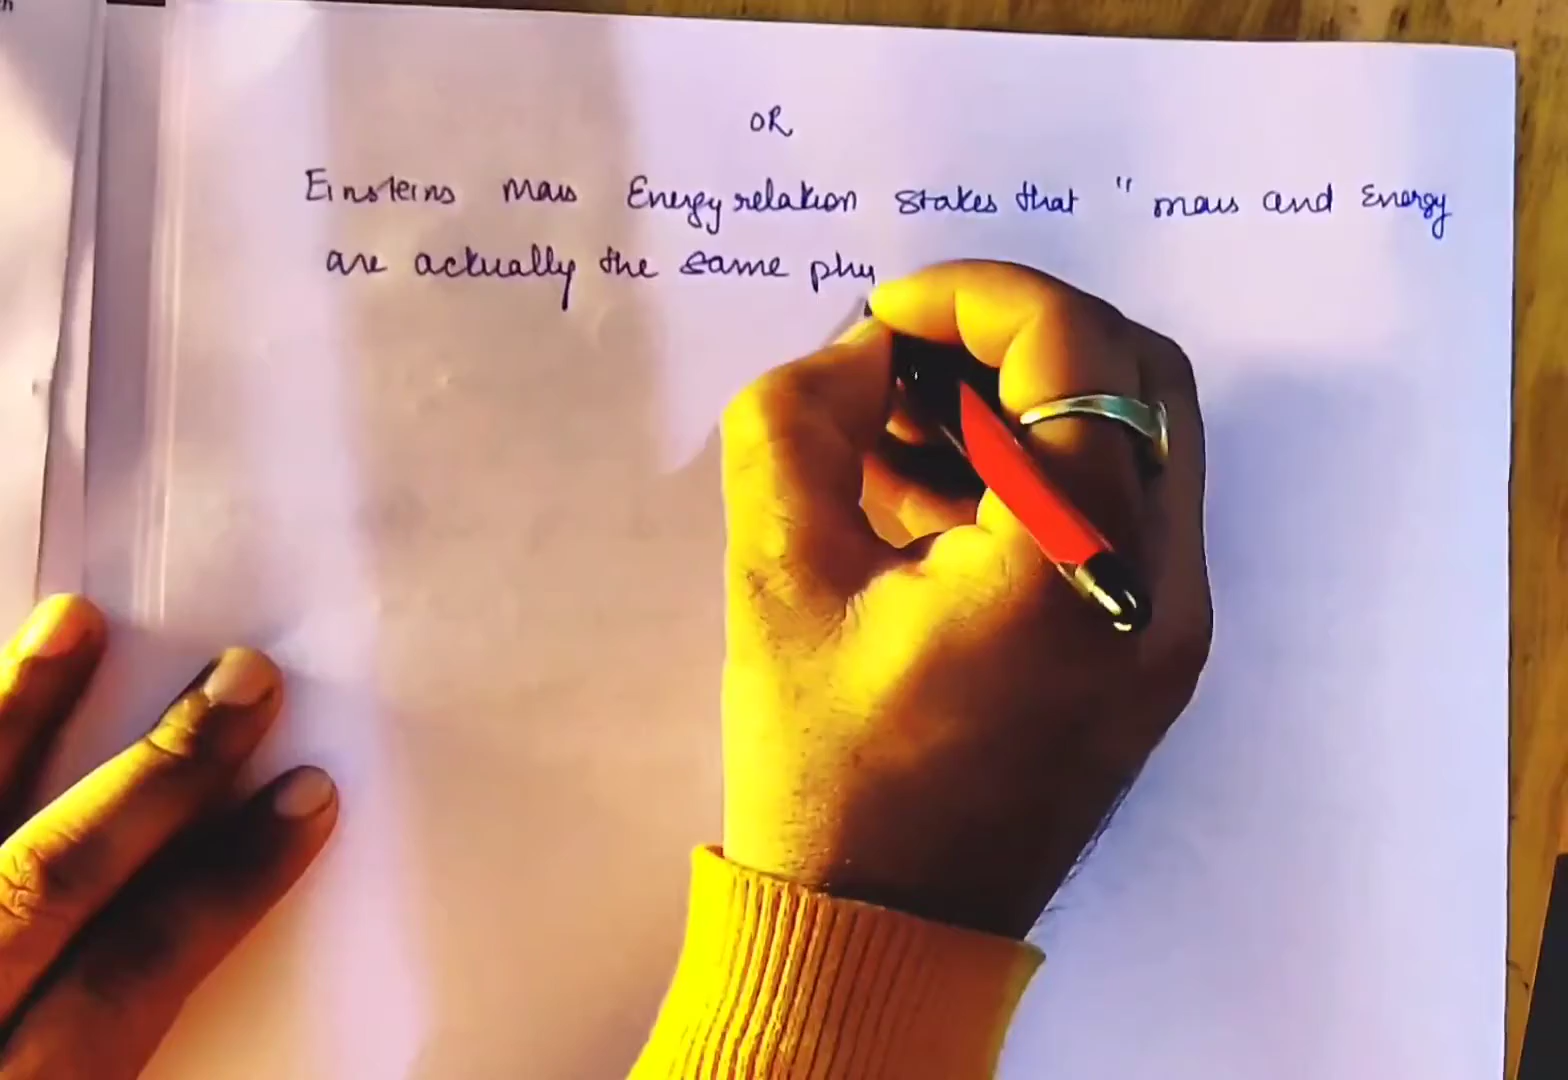 OR
Einsteins mass Energy relation states that " mass and Energy
are actually the same phy